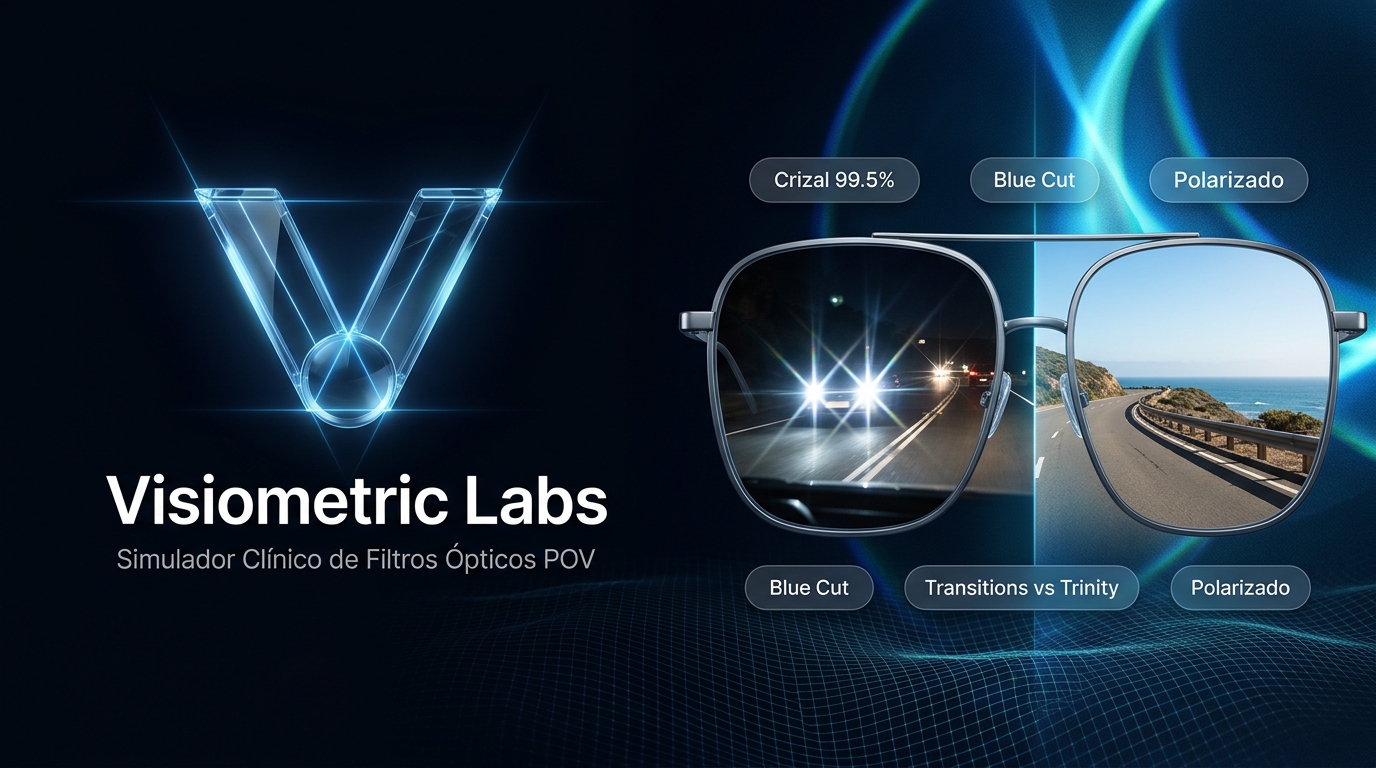 Visiometric Labs
Simulador Clínico de Filtros Ópticos POV
Crizal 99.5%
Blue Cut
Polarizado
Blue Cut
Transitions vs Trinity
Polarizado